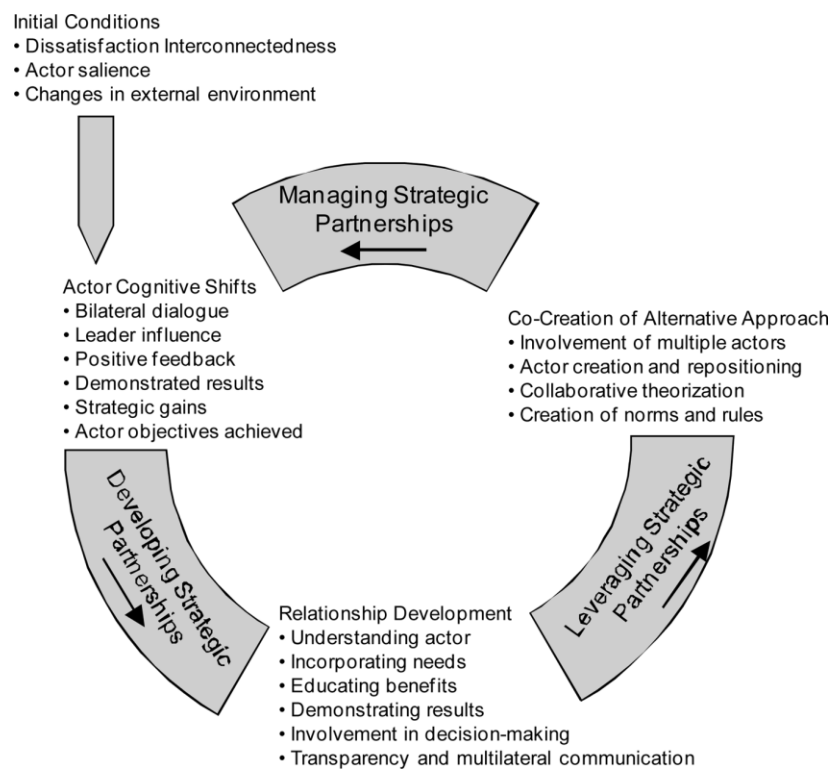 Initial Conditions
• Dissatisfaction Interconnectedness
• Actor salience
• Changes in external environment
Managing Strategic
Partnerships
Actor Cognitive Shifts
• Bilateral dialogue
• Leader influence
• Positive feedback
• Demonstrated results
• Strategic gains
• Actor objectives achieved
Co-Creation of Alternative Approach
• Involvement of multiple actors
• Actor creation and repositioning
• Collaborative theorization
• Creation of norms and rules
Developing Strategic
Partnerships
Leveraging Strategic
Partnerships
Relationship Development
• Understanding actor
• Incorporating needs
• Educating benefits
• Demonstrating results
• Involvement in decision-making
• Transparency and multilateral communication